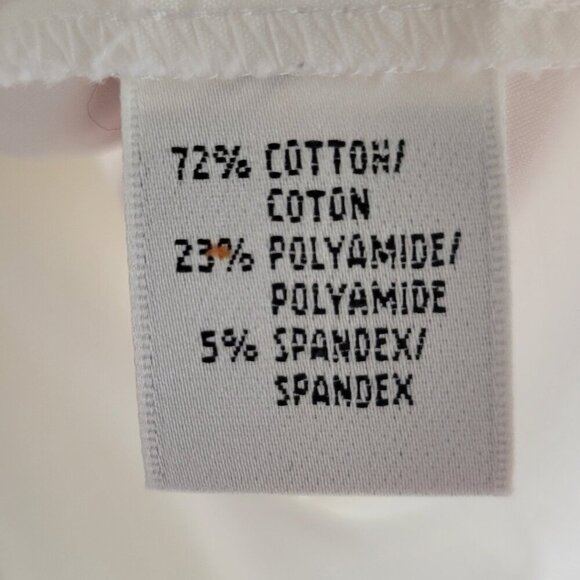 72% COTTON/
COTON
23% POLYAMIDE/
POLYAMIDE
5% SPANDEX/
SPANDEX